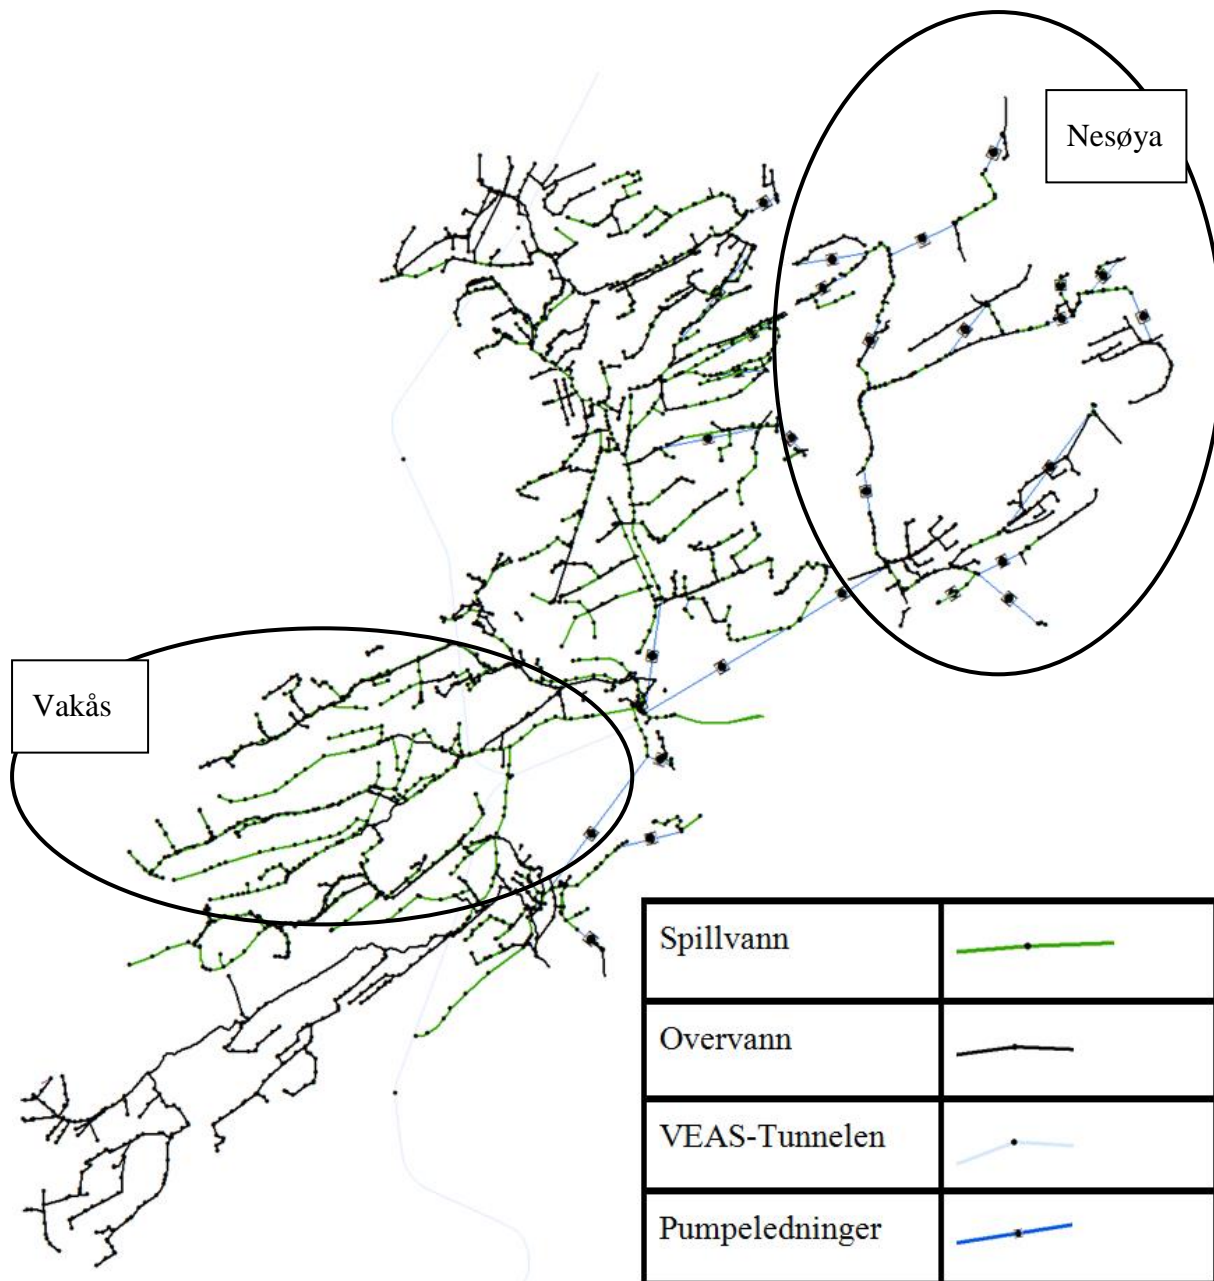 Nesøya
Vakås
Spillvann
Overvann
VEAS-Tunnelen
Pumpeledninger